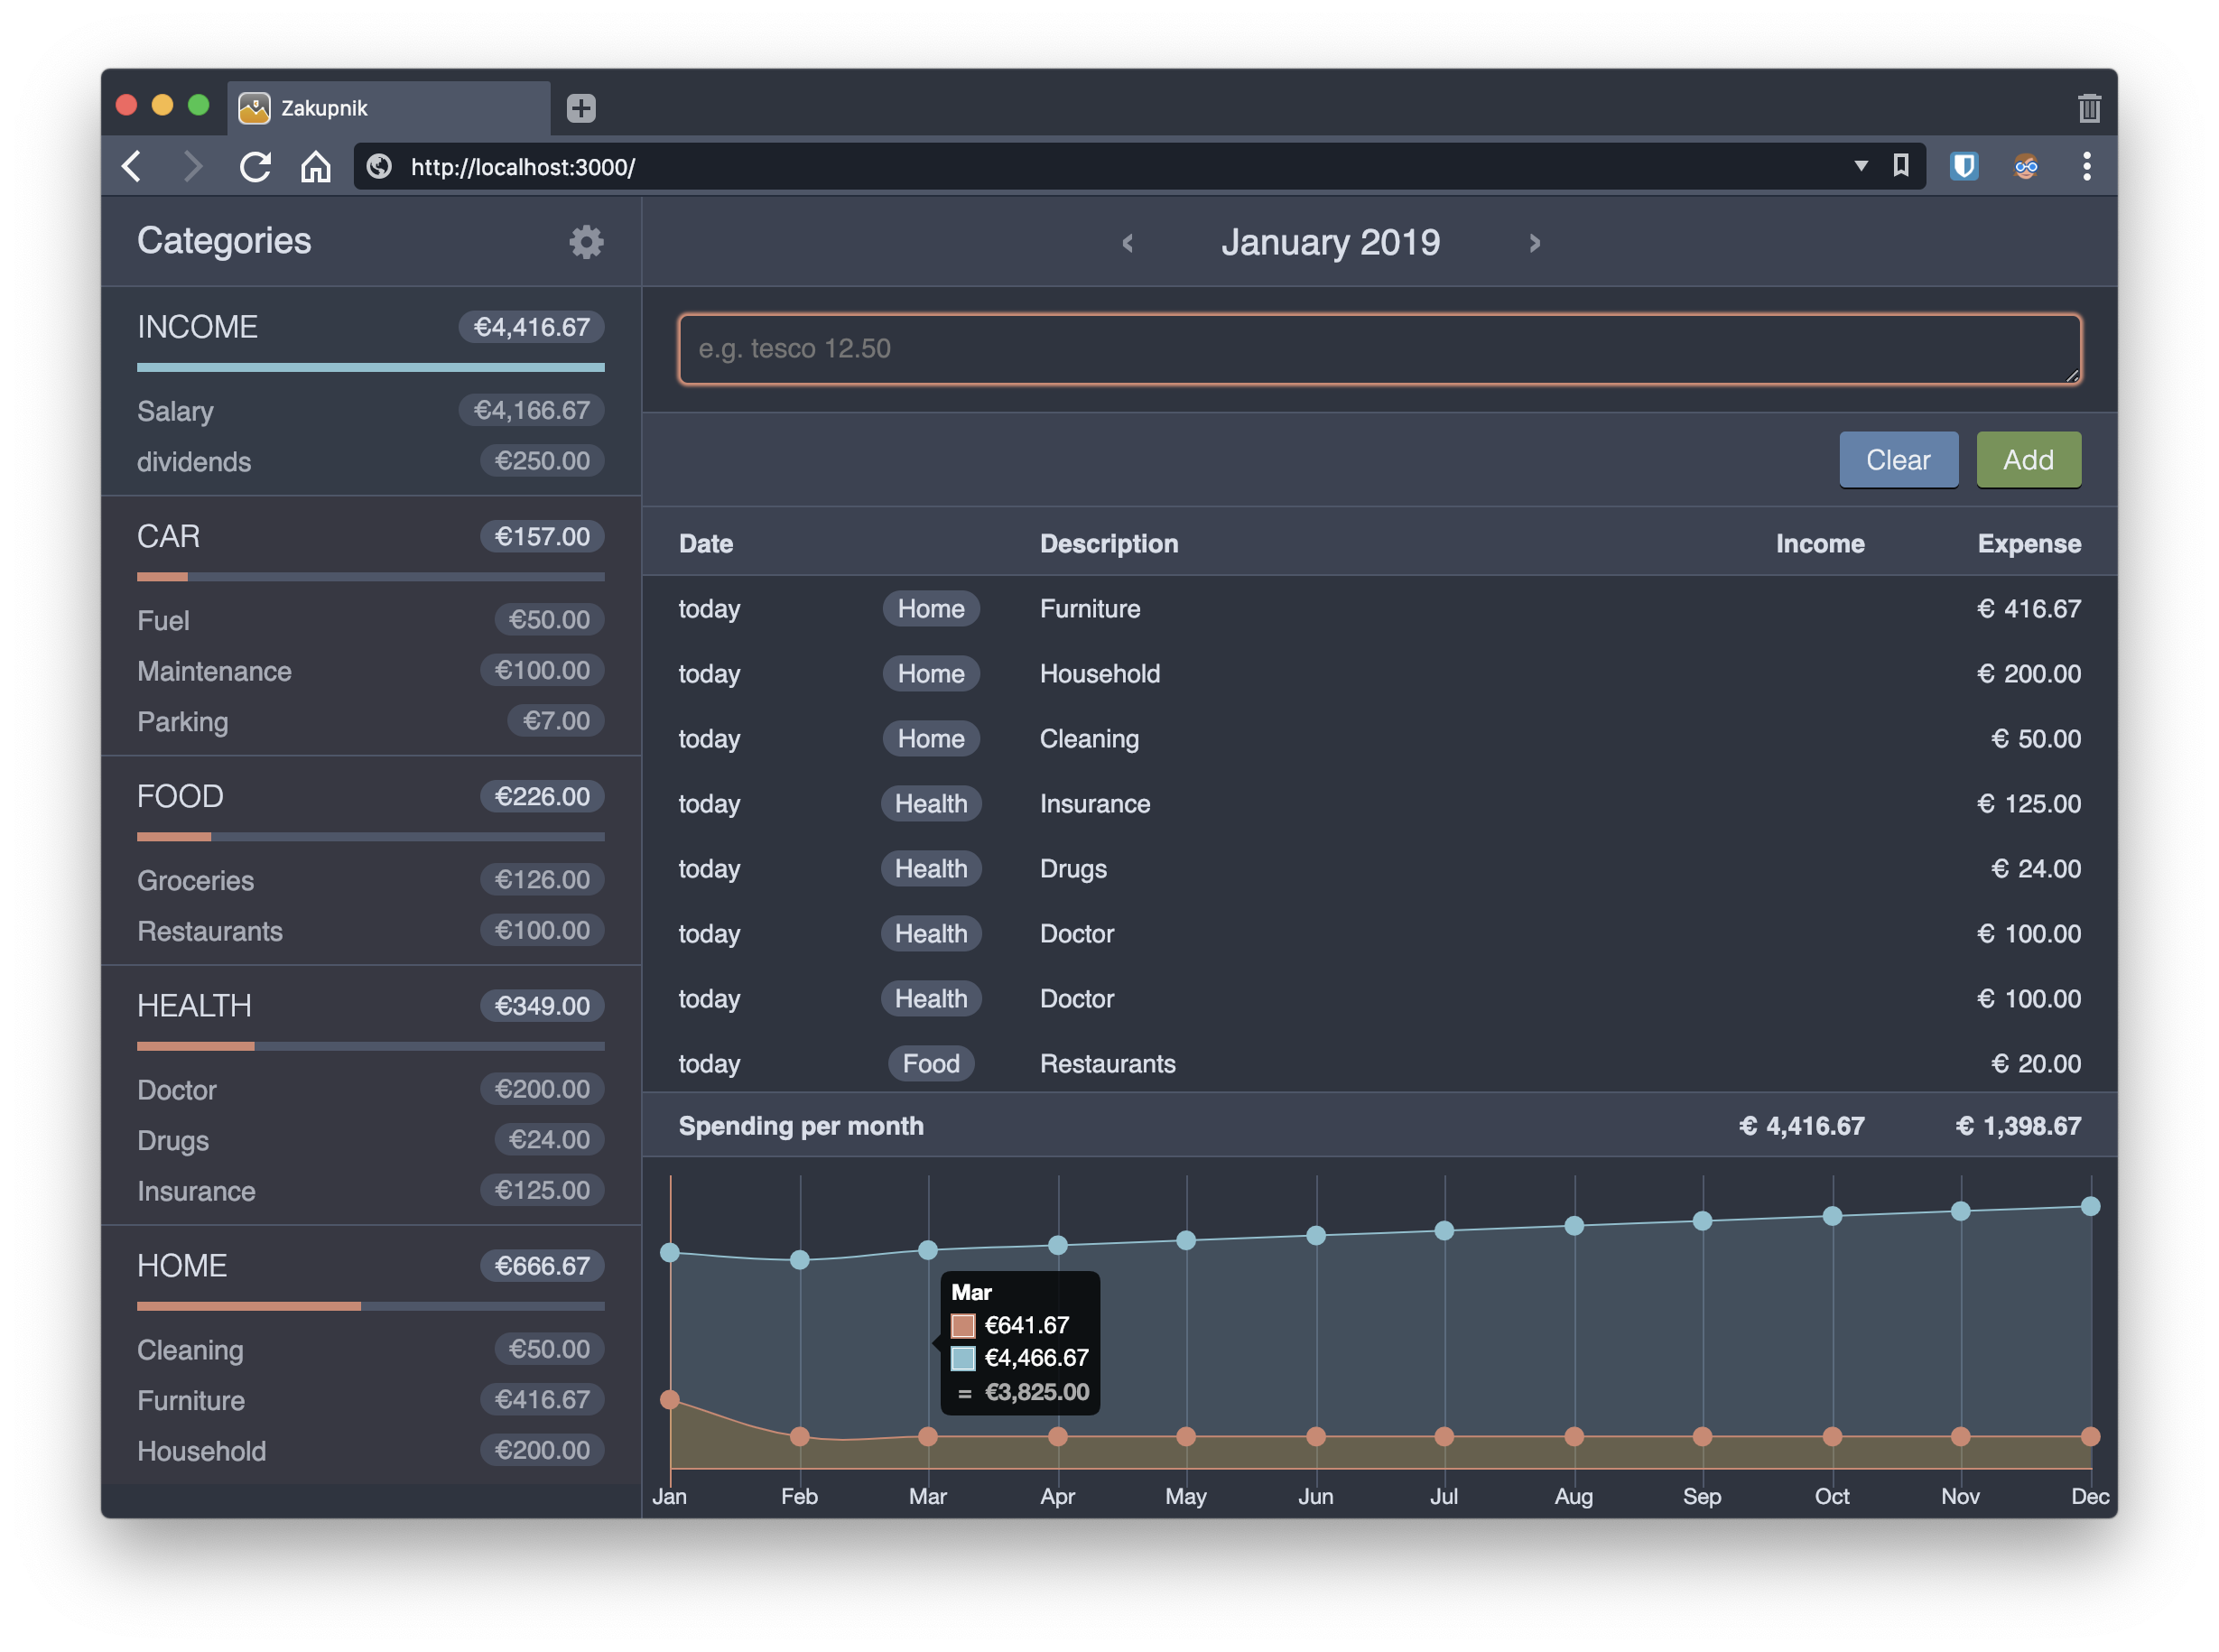 Zakupnik
http://localhost:3000/
Categories
INCOME €4,416.67
Salary €4,166.67
dividends €250.00
CAR €157.00
Fuel €50.00
Maintenance €100.00
Parking €7.00
FOOD €226.00
Groceries €126.00
Restaurants €100.00
HEALTH €349.00
Doctor €200.00
Drugs €24.00
Insurance €125.00
HOME €666.67
Cleaning €50.00
Furniture €416.67
Household €200.00
‹ January 2019 ›
e.g. tesco 12.50
Clear Add
Date Description Income Expense
today Home Furniture € 416.67
today Home Household € 200.00
today Home Cleaning € 50.00
today Health Insurance € 125.00
today Health Drugs € 24.00
today Health Doctor € 100.00
today Health Doctor € 100.00
today Food Restaurants € 20.00
Spending per month € 4,416.67 € 1,398.67
Mar
€641.67
€4,466.67
= €3,825.00
Jan Feb Mar Apr May Jun Jul Aug Sep Oct Nov Dec